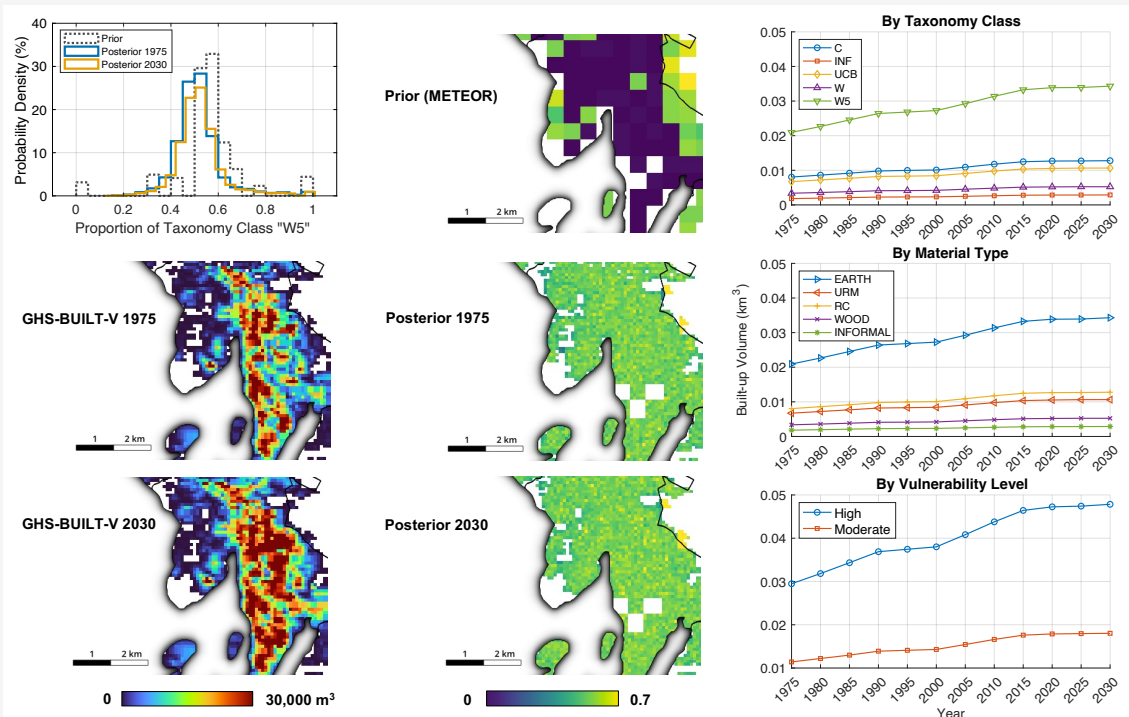 40
30
20
10
0
Probability Density (%)
Prior
Posterior 1975
Posterior 2030
0
0.2
0.4
0.6
0.8
1
Proportion of Taxonomy Class "W5"
Prior (METEOR)
1 2 km
GHS-BUILT-V 1975
1 2 km
Posterior 1975
1 2 km
GHS-BUILT-V 2030
1 2 km
Posterior 2030
1 2 km
0 30,000 m³
0 0.7
By Taxonomy Class
0.05
0.04
0.03
0.02
0.01
0
C
INF
UCB
W
W5
1975 1980 1985 1990 1995 2000 2005 2010 2015 2020 2025 2030
By Material Type
0.05
0.04
0.03
0.02
0.01
0
Built-up Volume (km³)
EARTH
URM
RC
WOOD
INFORMAL
1975 1980 1985 1990 1995 2000 2005 2010 2015 2020 2025 2030
By Vulnerability Level
0.05
0.04
0.03
0.02
0.01
High
Moderate
1975 1980 1985 1990 1995 2000 2005 2010 2015 2020 2025 2030
Year